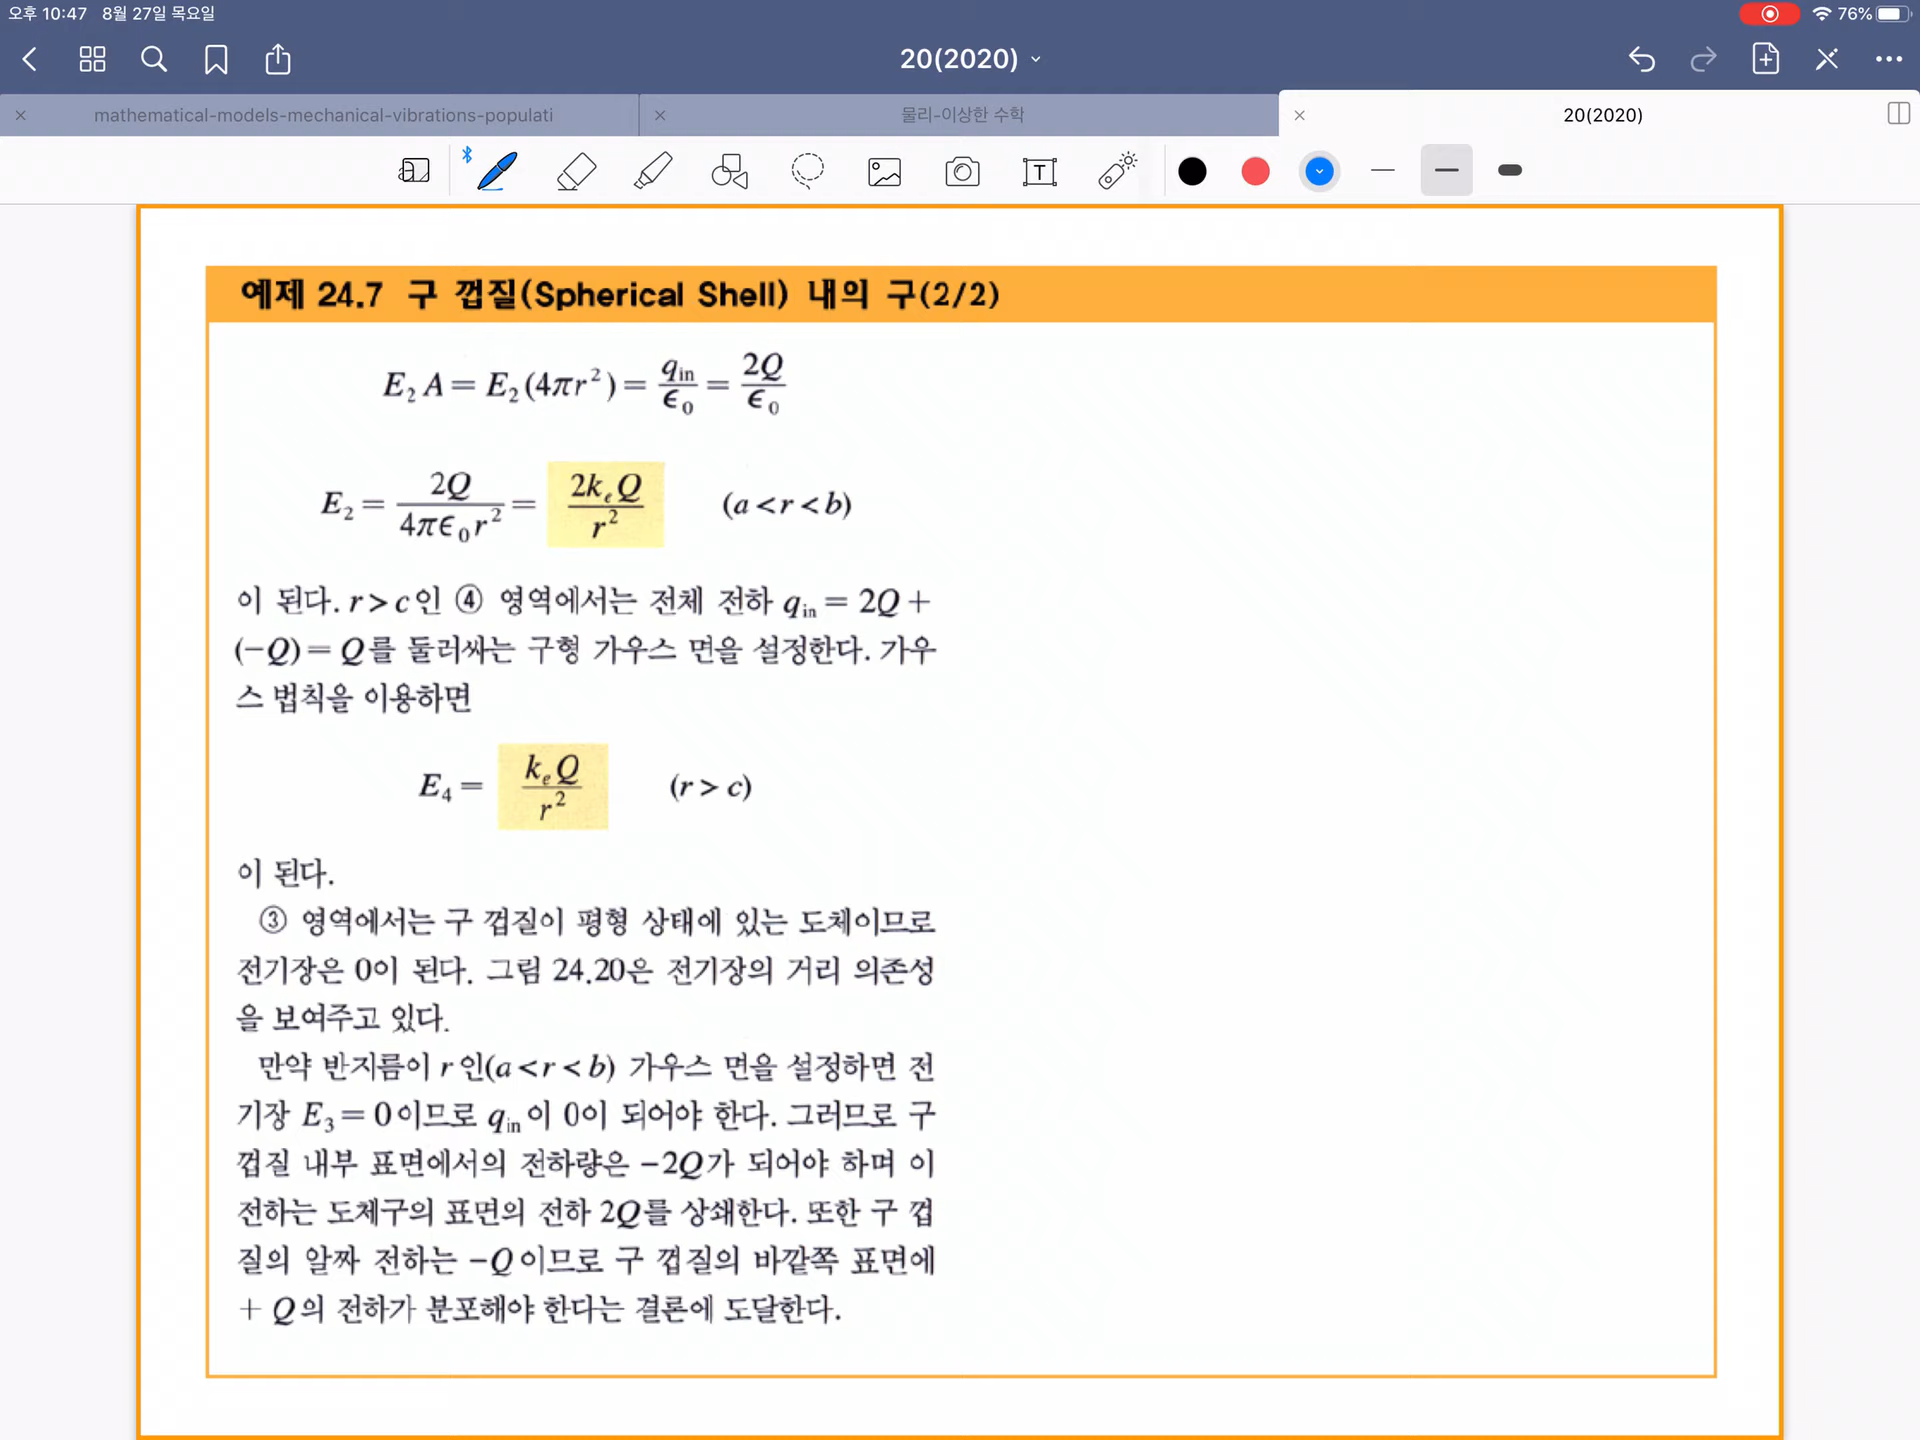 오후 10:47 8월 27일 목요일
76%
20(2020)
mathematical-models-mechanical-vibrations-populati
물리-이상한 수학
20(2020)
예제 24.7 구 껍질(Spherical Shell) 내의 구(2/2)
E₂ A = E₂ (4πr²) = q_in/ϵ₀ = 2Q/ϵ₀
E₂ = 2Q/4πϵ₀r² = 2kₑQ/r² (a < r < b)
이 된다. r > c인 ④ 영역에서는 전체 전하 q_in = 2Q +
(−Q) = Q를 둘러싸는 구형 가우스 면을 설정한다. 가우
스 법칙을 이용하면
E₄ = kₑQ/r² (r > c)
이 된다.
③ 영역에서는 구 껍질이 평형 상태에 있는 도체이므로
전기장은 0이 된다. 그림 24.20은 전기장의 거리 의존성
을 보여주고 있다.
만약 반지름이 r인(a < r < b) 가우스 면을 설정하면 전
기장 E₃ = 0이므로 q_in이 0이 되어야 한다. 그러므로 구
껍질 내부 표면에서의 전하량은 −2Q가 되어야 하며 이
전하는 도체구의 표면의 전하 2Q를 상쇄한다. 또한 구 껍
질의 알짜 전하는 −Q이므로 구 껍질의 바깥쪽 표면에
+ Q의 전하가 분포해야 한다는 결론에 도달한다.